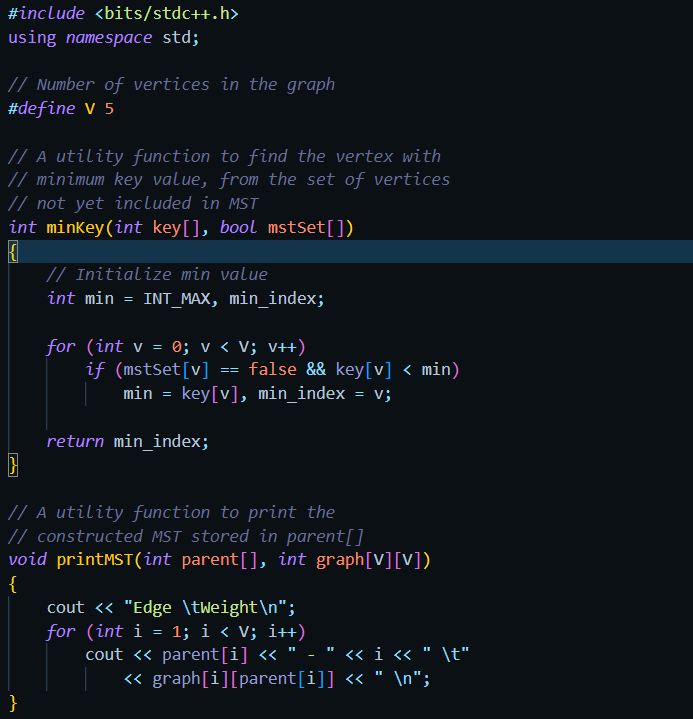 #include <bits/stdc++.h>
using namespace std;

// Number of vertices in the graph
#define V 5

// A utility function to find the vertex with
// minimum key value, from the set of vertices
// not yet included in MST
int minKey(int key[], bool mstSet[])
{
    // Initialize min value
    int min = INT_MAX, min_index;

    for (int v = 0; v < V; v++)
        if (mstSet[v] == false && key[v] < min)
            min = key[v], min_index = v;

    return min_index;
}

// A utility function to print the
// constructed MST stored in parent[]
void printMST(int parent[], int graph[V][V])
{
    cout << "Edge \tWeight\n";
    for (int i = 1; i < V; i++)
        cout << parent[i] << " - " << i << " \t"
            << graph[i][parent[i]] << " \n";
}